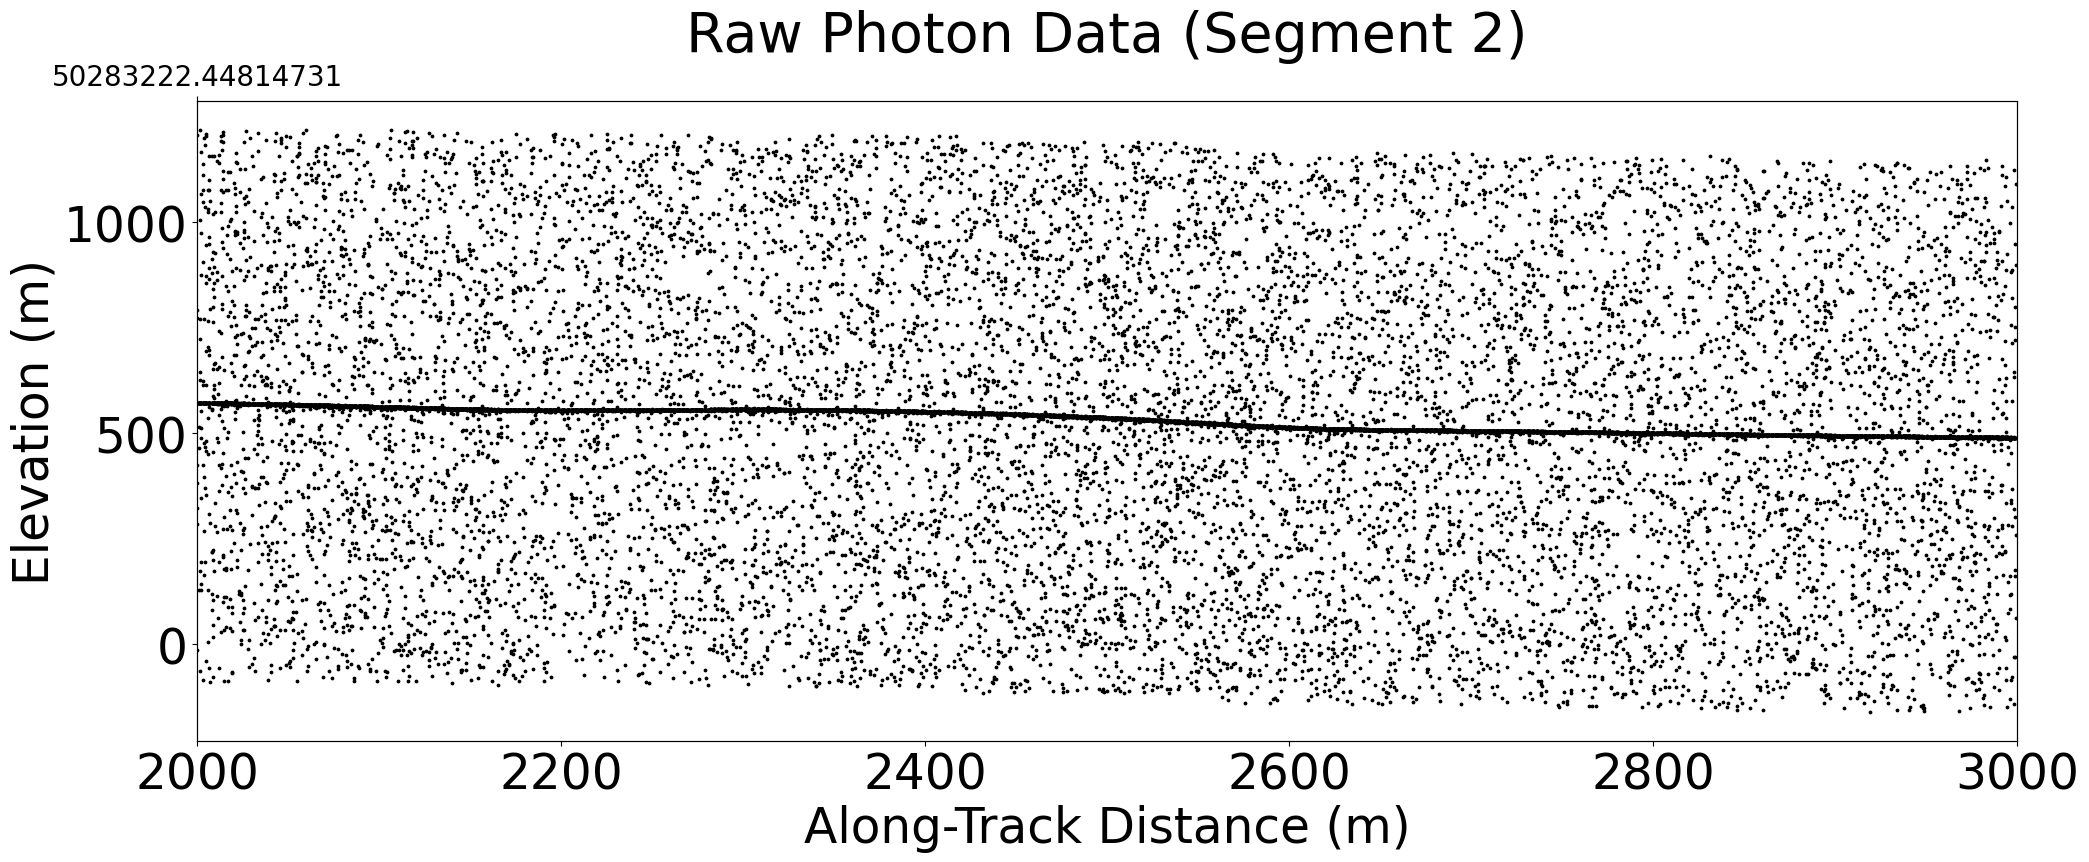 Raw Photon Data (Segment 2)
50283222.44814731
1000
500
0
Elevation (m)
2000 2200 2400 2600 2800 3000
Along-Track Distance (m)